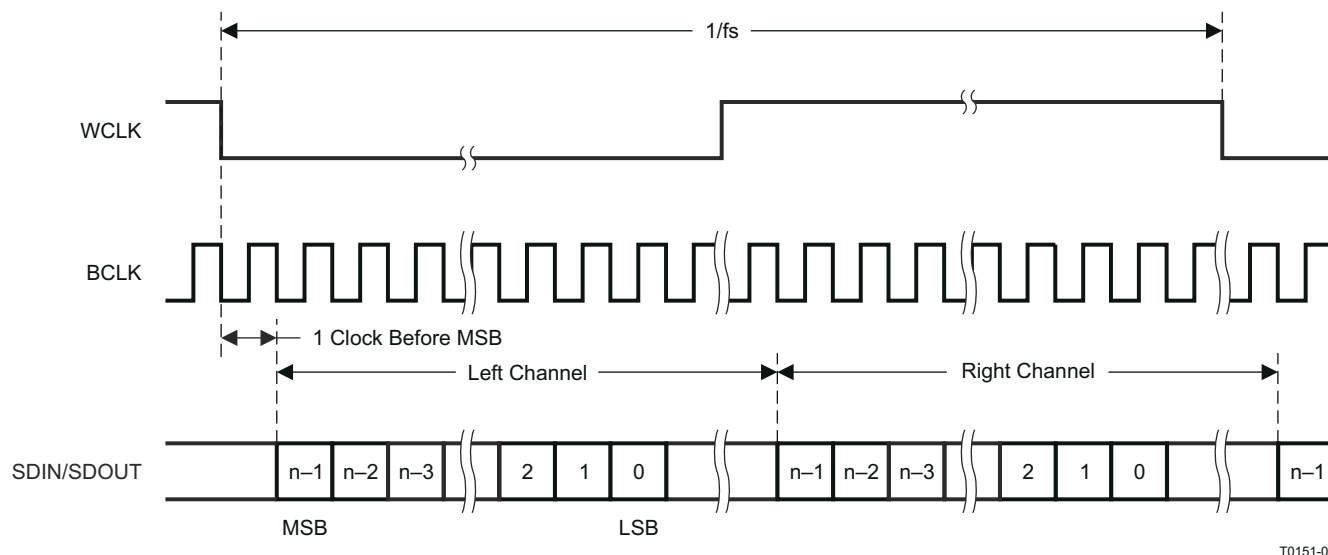 1/fs
WCLK
BCLK
1 Clock Before MSB
Left Channel
Right Channel
SDIN/SDOUT
n–1 n–2 n–3 2 1 0 n–1 n–2 n–3 2 1 0 n–1
MSB LSB
T0151-0